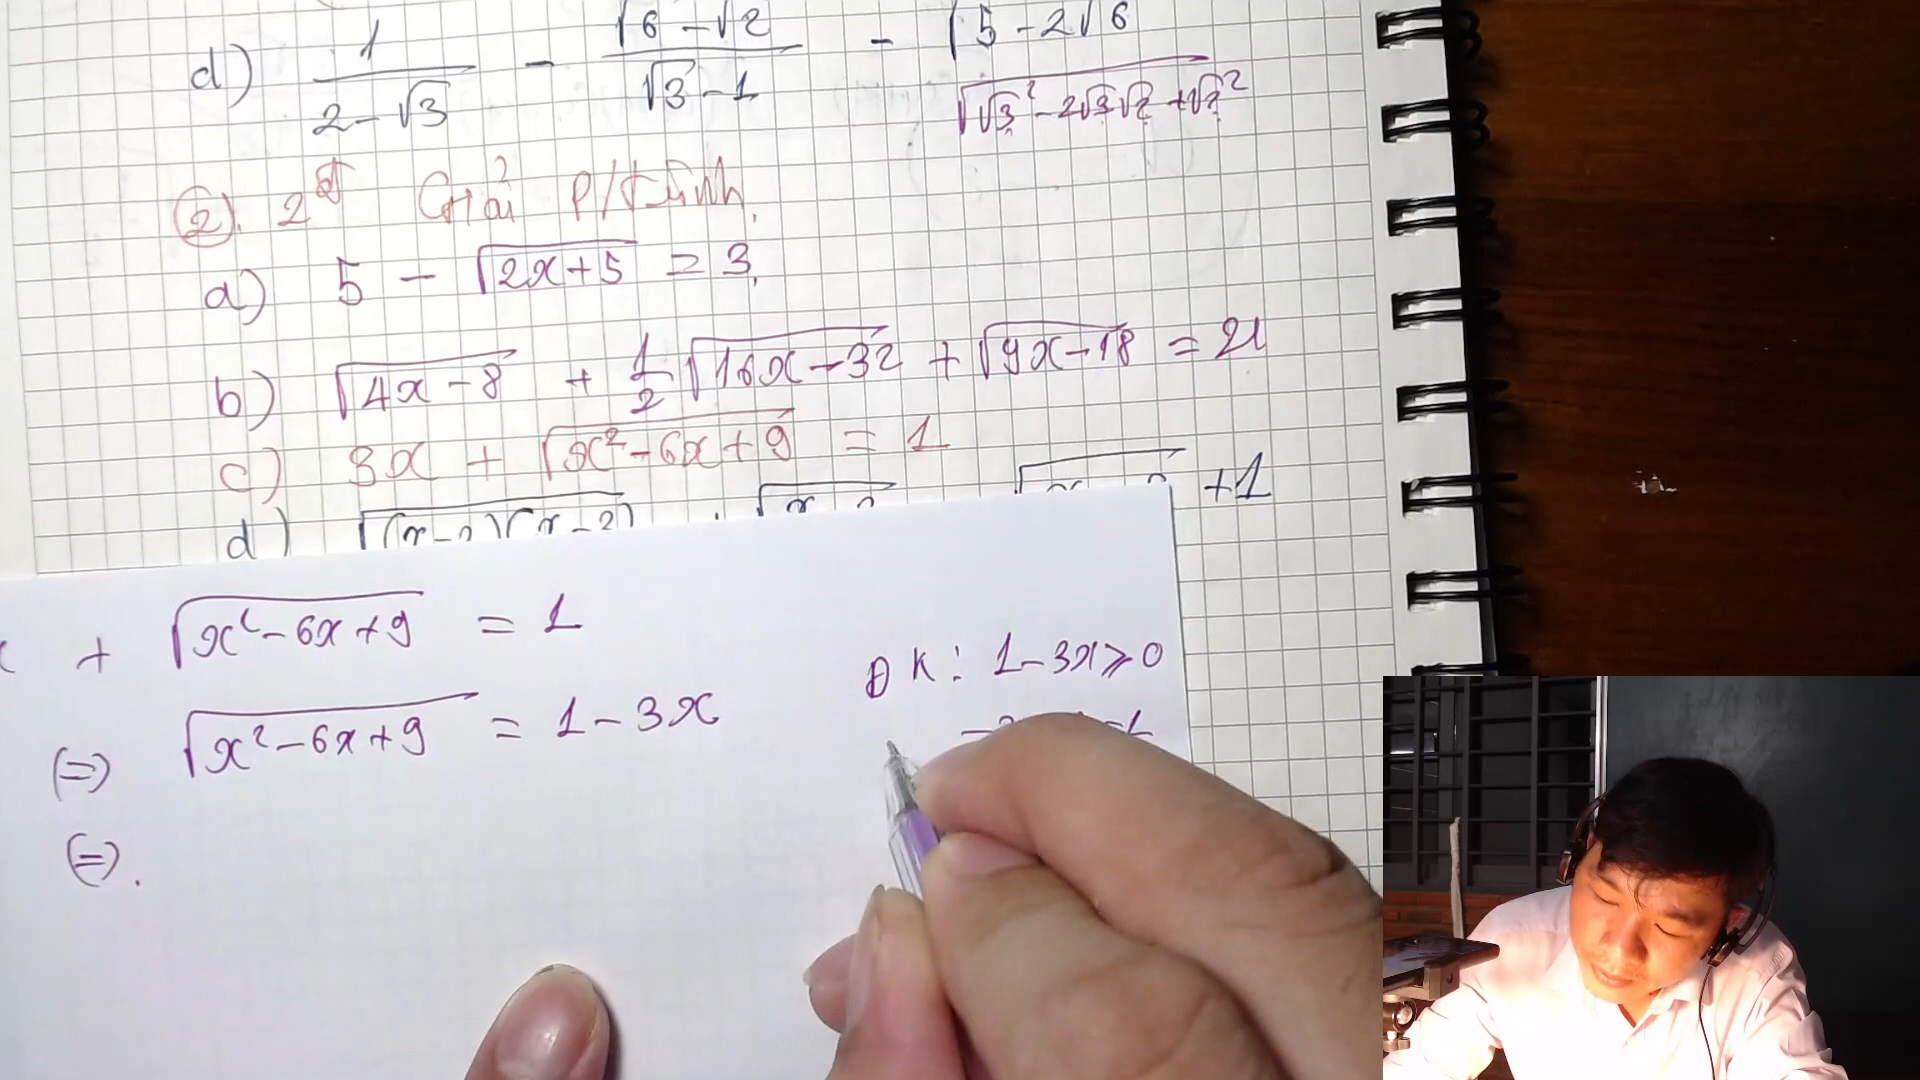 d) 1/(2-√3) - (√6-√2)/(√3-1) - √5-2√6
√(√3² - 2√3√2 + √2²)
②. 2đ Giải P/trình.
a) 5 - √(2x+5) = 3.
b) √(4x-8) + 1/2 √(16x-32) + √(9x-18) = 21
c) 3x + √(x²-6x+9) = 1
d) +1
+ √(x²-6x+9) = 1
ĐK: 1-3x ≥ 0
(=) √(x²-6x+9) = 1-3x
(=).